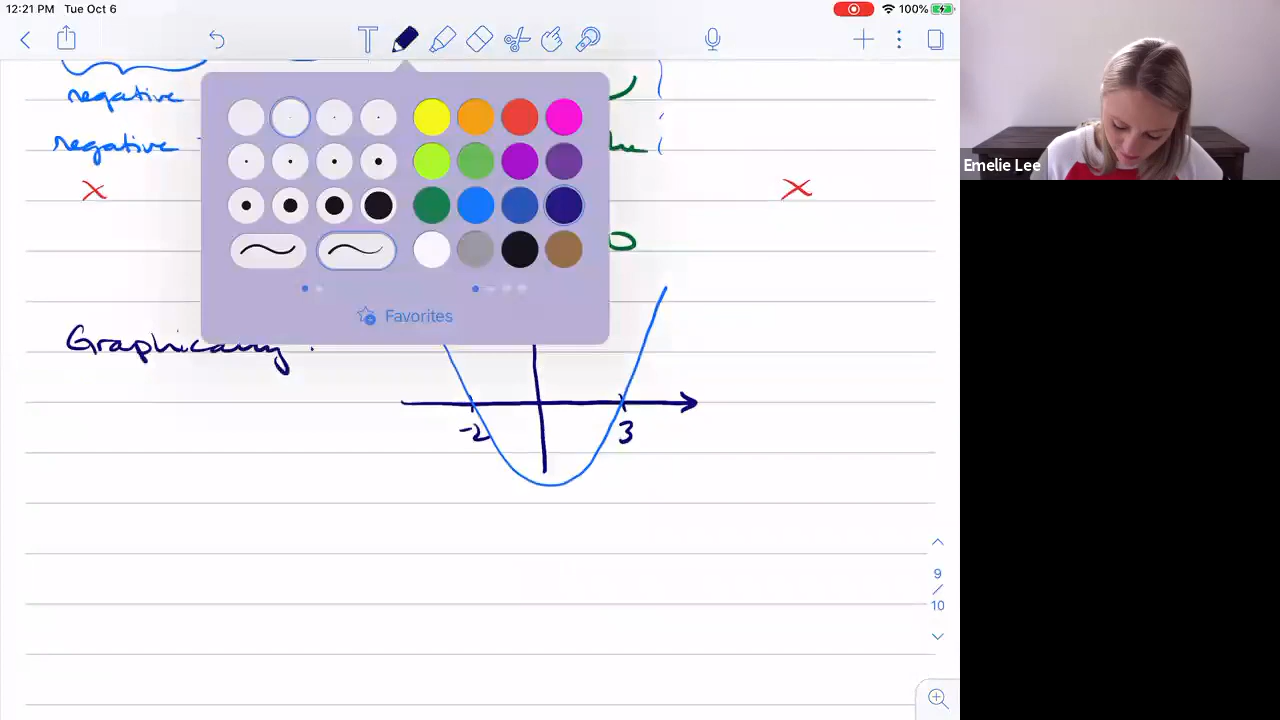 12:21 PM Tue Oct 6
100%
negative
negative
Graphically :
-2
3
Favorites
9
/
10
Emelie Lee